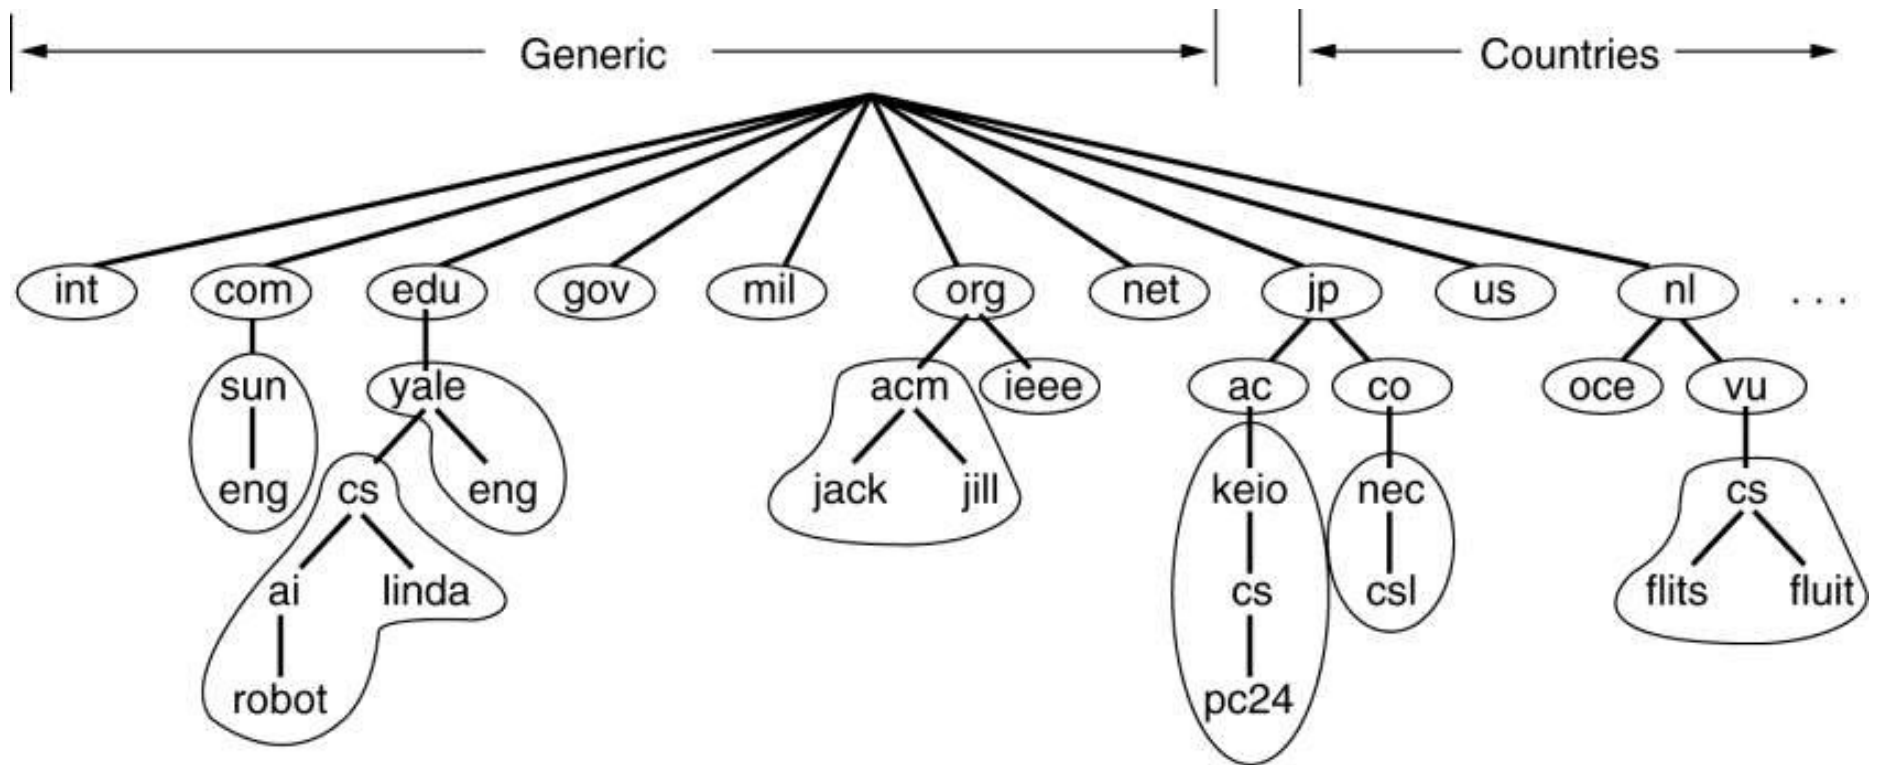 Generic Countries
int com edu gov mil org net jp us nl ...
sun yale acm ieee ac co oce vu
eng cs eng jack jill keio nec cs
ai linda cs csl flits fluit
robot pc24